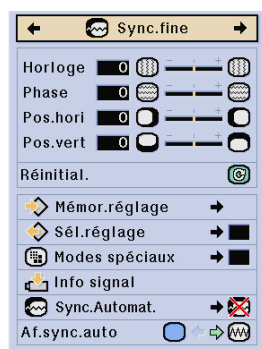 Sync.fine
Horloge 0 - +
Phase 0 - +
Pos.hori 0 - +
Pos.vert 0 - +
Réinitial.
Mémor.réglage
Sél.réglage
Modes spéciaux
Info signal
Sync.Automat.
Af.sync.auto